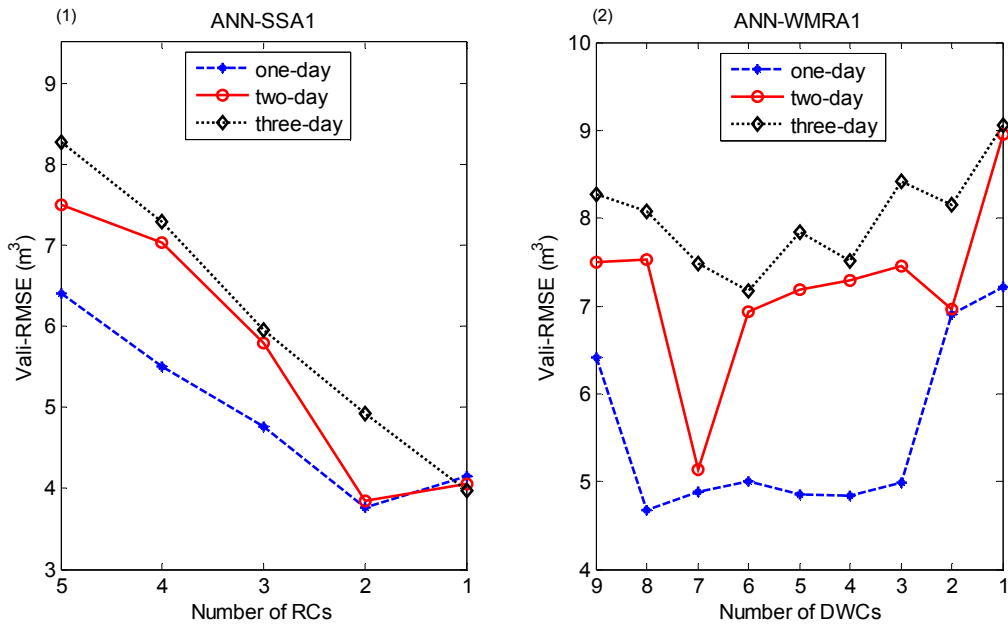 (1)
ANN-SSA1
one-day
two-day
three-day
9
8
7
6
5
4
3
Vali-RMSE (m³)
5 4 3 2 1
Number of RCs
(2)
ANN-WMRA1
one-day
two-day
three-day
10
9
8
7
6
5
4
Vali-RMSE (m³)
9 8 7 6 5 4 3 2 1
Number of DWCs